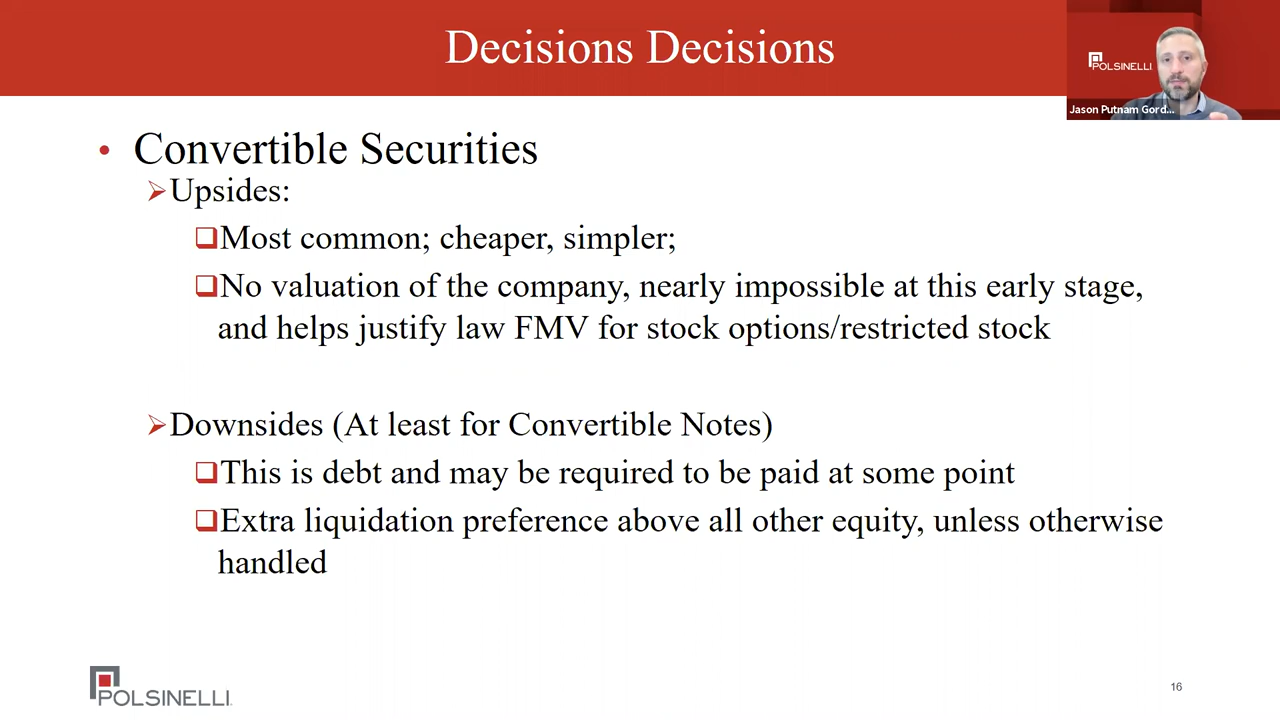 Decisions Decisions
POLSINELLI
Jason Putnam Gord...
• Convertible Securities
Upsides:
Most common; cheaper, simpler;
No valuation of the company, nearly impossible at this early stage,
and helps justify law FMV for stock options/restricted stock
Downsides (At least for Convertible Notes)
This is debt and may be required to be paid at some point
Extra liquidation preference above all other equity, unless otherwise
handled
POLSINELLI
16